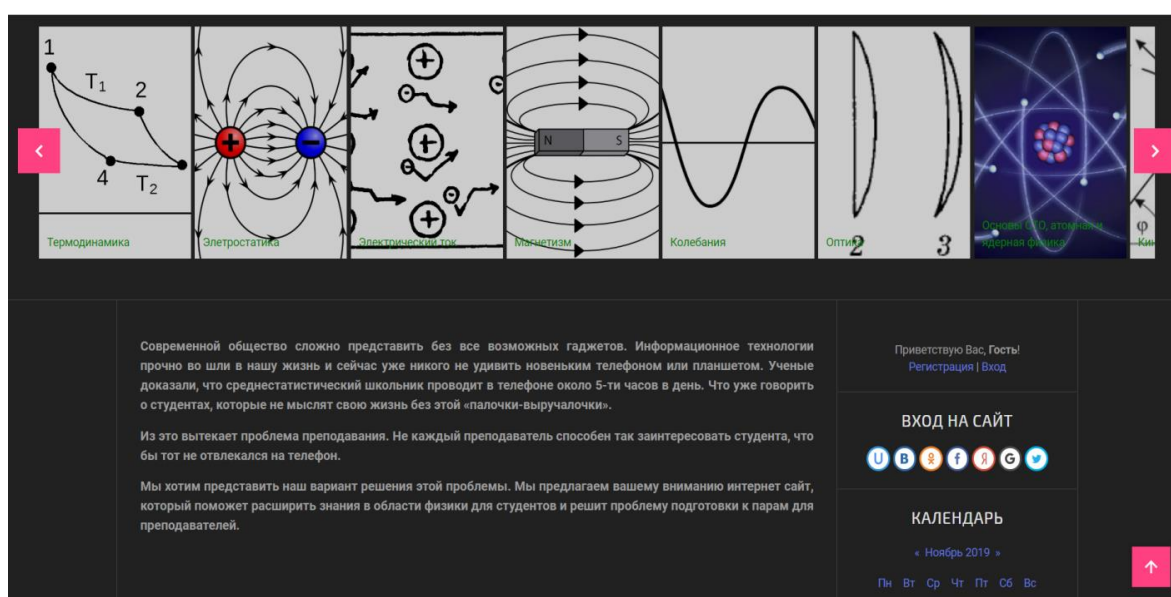 1
T1
2
4
T2
N
S
2
3
φ
Термодинамика
Элетростатика
Электрический ток
Магнетизм
Колебания
Оптика
Основы СТО, атомная и
ядерная физика
Кин
Современной общество сложно представить без все возможных гаджетов. Информационное технологии
прочно во шли в нашу жизнь и сейчас уже никого не удивить новеньким телефоном или планшетом. Ученые
доказали, что среднестатистический школьник проводит в телефоне около 5-ти часов в день. Что уже говорить
о студентах, которые не мыслят свою жизнь без этой «палочки-выручалочки».
Из это вытекает проблема преподавания. Не каждый преподаватель способен так заинтересовать студента, что
бы тот не отвлекался на телефон.
Мы хотим представить наш вариант решения этой проблемы. Мы предлагаем вашему вниманию интернет сайт,
который поможет расширить знания в области физики для студентов и решит проблему подготовки к парам для
преподавателей.
Приветствую Вас, Гость!
Регистрация | Вход
ВХОД НА САЙТ
КАЛЕНДАРЬ
« Ноябрь 2019 »
Пн Вт Ср Чт Пт Сб Вс